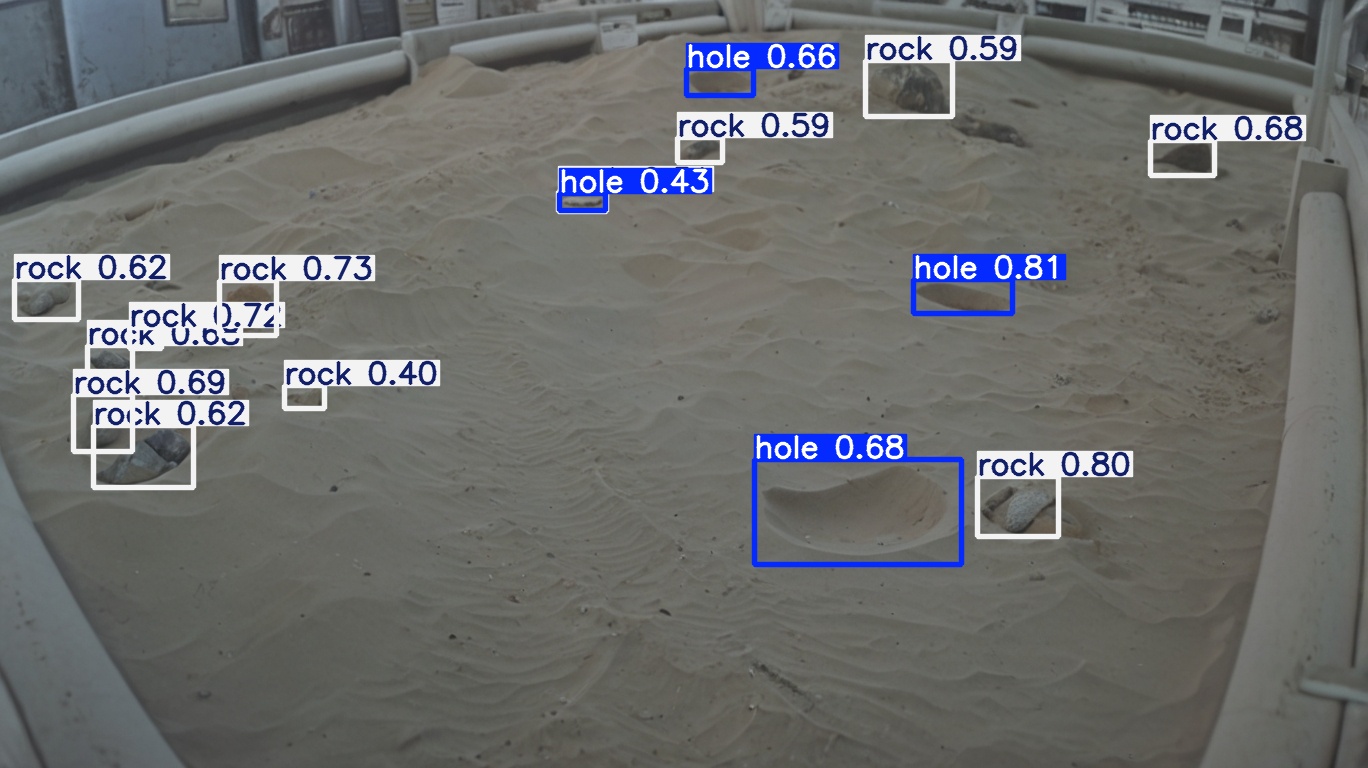 hole 0.66
rock 0.59
rock 0.59
rock 0.68
hole 0.43
rock 0.62
rock 0.73
hole 0.81
rock 0.72
rock
rock 0.69
rock 0.40
rock 0.62
hole 0.68
rock 0.80